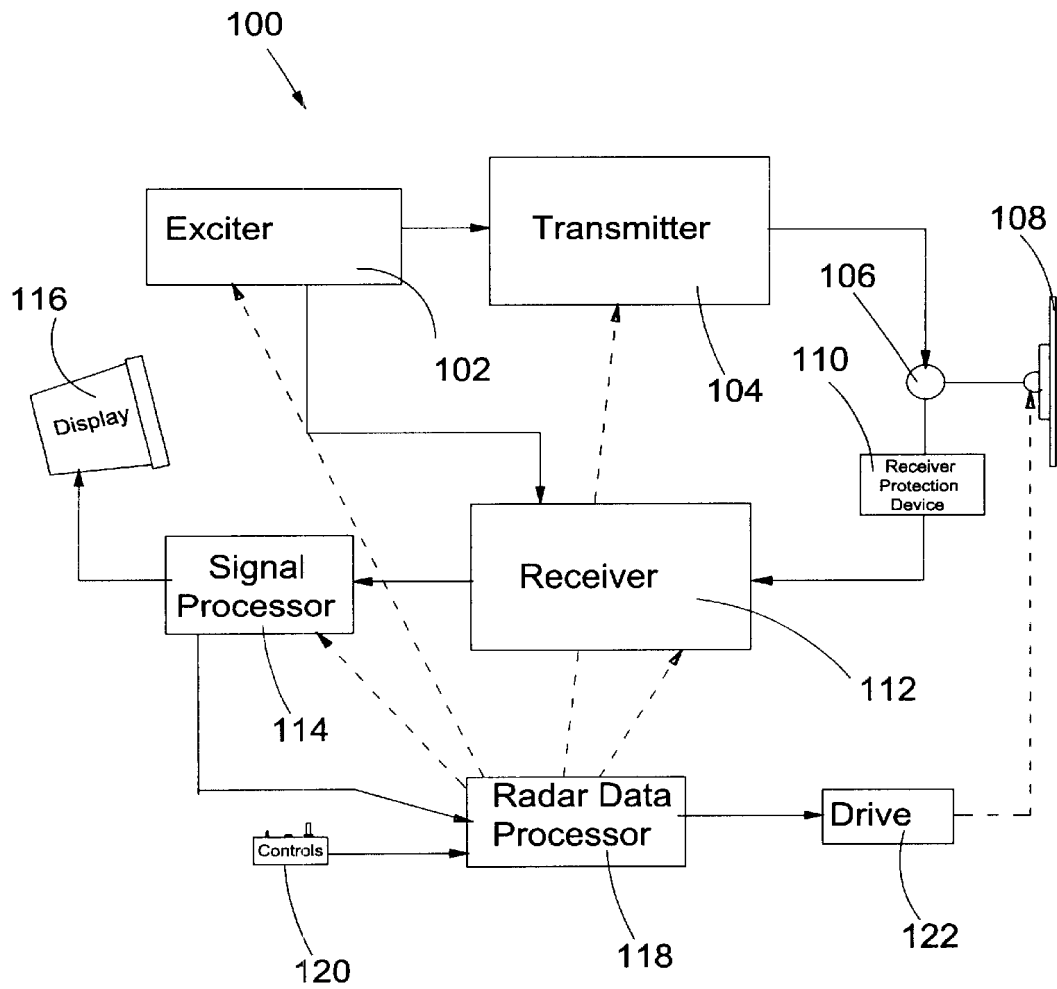 100
Exciter
Transmitter
108
106
116
102
104
110
Display
Receiver
Protection
Device
Signal
Processor
Receiver
112
114
Radar Data
Processor
Drive
Controls
120
118
122